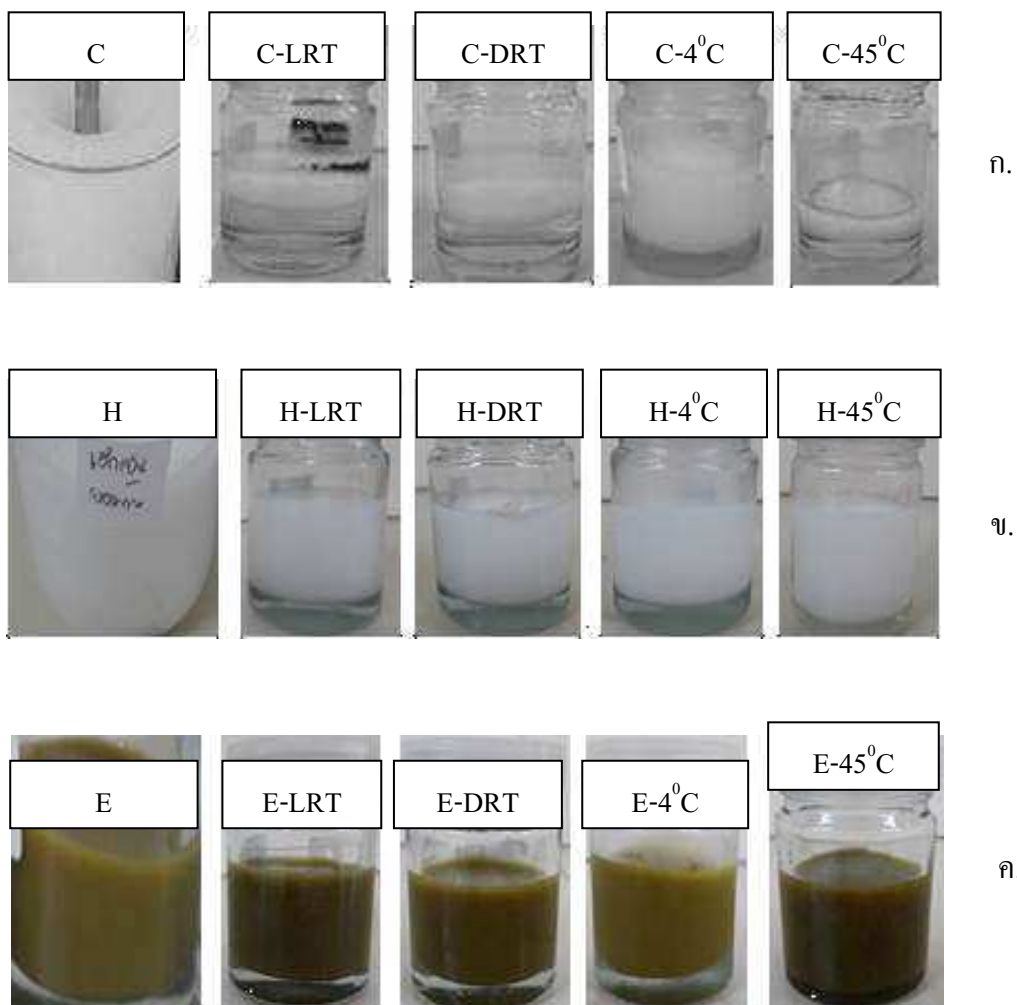 C C-LRT C-DRT C-4⁰C C-45⁰C
ก.
H H-LRT H-DRT H-4⁰C H-45⁰C
ข.
E E-LRT E-DRT E-4⁰C E-45⁰C
ค